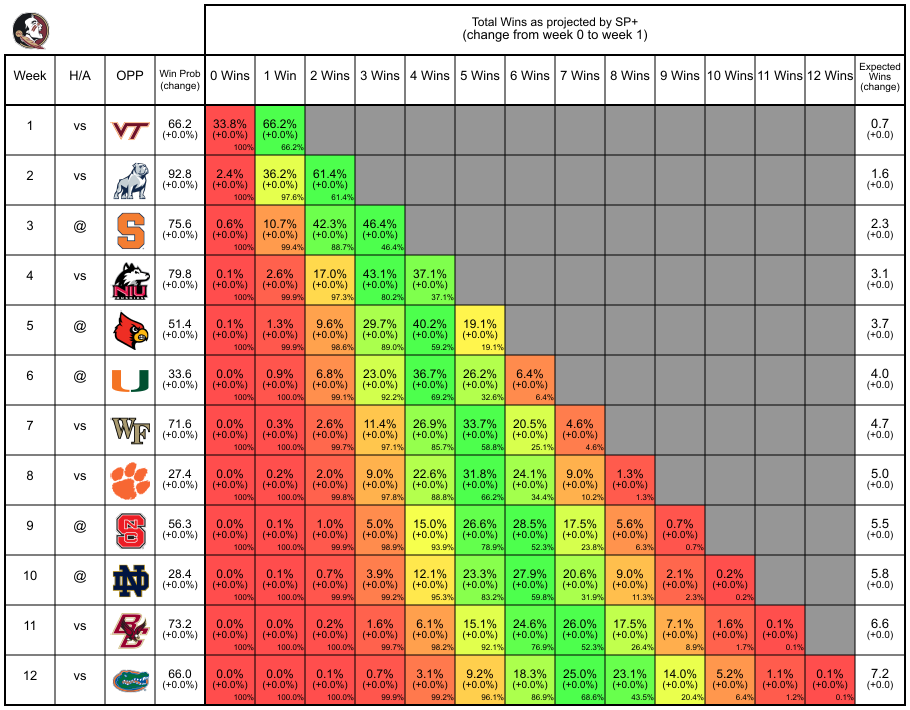 Total Wins as projected by SP+
(change from week 0 to week 1)
Week H/A OPP Win Prob (change) 0 Wins 1 Win 2 Wins 3 Wins 4 Wins 5 Wins 6 Wins 7 Wins 8 Wins 9 Wins 10 Wins 11 Wins 12 Wins Expected Wins (change)
1 vs VT 66.2 33.8% 66.2% 0.7
(+0.0%) (+0.0%) (+0.0%) (+0.0)
100% 66.2%
2 vs 92.8 2.4% 36.2% 61.4% 1.6
(+0.0%) (+0.0%) (+0.0%) (+0.0%) (+0.0)
100% 97.6% 61.4%
3 @ S 75.6 0.6% 10.7% 42.3% 46.4% 2.3
(+0.0%) (+0.0%) (+0.0%) (+0.0%) (+0.0%) (+0.0)
100% 99.4% 88.7% 46.4%
4 vs NIU 79.8 0.1% 2.6% 17.0% 43.1% 37.1% 3.1
(+0.0%) (+0.0%) (+0.0%) (+0.0%) (+0.0%) (+0.0%) (+0.0)
100% 99.9% 97.3% 80.2% 37.1%
5 @ 51.4 0.1% 1.3% 9.6% 29.7% 40.2% 19.1% 3.7
(+0.0%) (+0.0%) (+0.0%) (+0.0%) (+0.0%) (+0.0%) (+0.0%) (+0.0)
100% 99.9% 98.6% 89.0% 59.2% 19.1%
6 @ U 33.6 0.0% 0.9% 6.8% 23.0% 36.7% 26.2% 6.4% 4.0
(+0.0%) (+0.0%) (+0.0%) (+0.0%) (+0.0%) (+0.0%) (+0.0%) (+0.0%) (+0.0)
100% 100.0% 99.1% 92.2% 69.2% 32.6% 6.4%
7 vs WF 71.6 0.0% 0.3% 2.6% 11.4% 26.9% 33.7% 20.5% 4.6% 4.7
(+0.0%) (+0.0%) (+0.0%) (+0.0%) (+0.0%) (+0.0%) (+0.0%) (+0.0%) (+0.0%) (+0.0)
100% 100.0% 99.7% 97.1% 85.7% 58.8% 25.1% 4.6%
8 vs 27.4 0.0% 0.2% 2.0% 9.0% 22.6% 31.8% 24.1% 9.0% 1.3% 5.0
(+0.0%) (+0.0%) (+0.0%) (+0.0%) (+0.0%) (+0.0%) (+0.0%) (+0.0%) (+0.0%) (+0.0%) (+0.0)
100% 100.0% 99.8% 97.8% 88.8% 66.2% 34.4% 10.2% 1.3%
9 @ NCS 56.3 0.0% 0.1% 1.0% 5.0% 15.0% 26.6% 28.5% 17.5% 5.6% 0.7% 5.5
(+0.0%) (+0.0%) (+0.0%) (+0.0%) (+0.0%) (+0.0%) (+0.0%) (+0.0%) (+0.0%) (+0.0%) (+0.0%) (+0.0)
100% 100.0% 99.9% 98.9% 93.9% 78.9% 52.3% 23.8% 6.3% 0.7%
10 @ ND 28.4 0.0% 0.1% 0.7% 3.9% 12.1% 23.3% 27.9% 20.6% 9.0% 2.1% 0.2% 5.8
(+0.0%) (+0.0%) (+0.0%) (+0.0%) (+0.0%) (+0.0%) (+0.0%) (+0.0%) (+0.0%) (+0.0%) (+0.0%) (+0.0%) (+0.0)
100% 100.0% 99.9% 99.2% 95.3% 83.2% 59.8% 31.9% 11.3% 2.3% 0.2%
11 vs BC 73.2 0.0% 0.0% 0.2% 1.6% 6.1% 15.1% 24.6% 26.0% 17.5% 7.1% 1.6% 0.1% 6.6
(+0.0%) (+0.0%) (+0.0%) (+0.0%) (+0.0%) (+0.0%) (+0.0%) (+0.0%) (+0.0%) (+0.0%) (+0.0%) (+0.0%) (+0.0%) (+0.0)
100% 100.0% 100.0% 99.7% 98.2% 92.1% 76.9% 52.3% 26.4% 8.9% 1.7% 0.1%
12 vs 66.0 0.0% 0.0% 0.1% 0.7% 3.1% 9.2% 18.3% 25.0% 23.1% 14.0% 5.2% 1.1% 0.1% 7.2
(+0.0%) (+0.0%) (+0.0%) (+0.0%) (+0.0%) (+0.0%) (+0.0%) (+0.0%) (+0.0%) (+0.0%) (+0.0%) (+0.0%) (+0.0%) (+0.0%) (+0.0)
100% 100.0% 100.0% 99.9% 99.2% 96.1% 86.9% 68.6% 43.5% 20.4% 6.4% 1.2% 0.1%